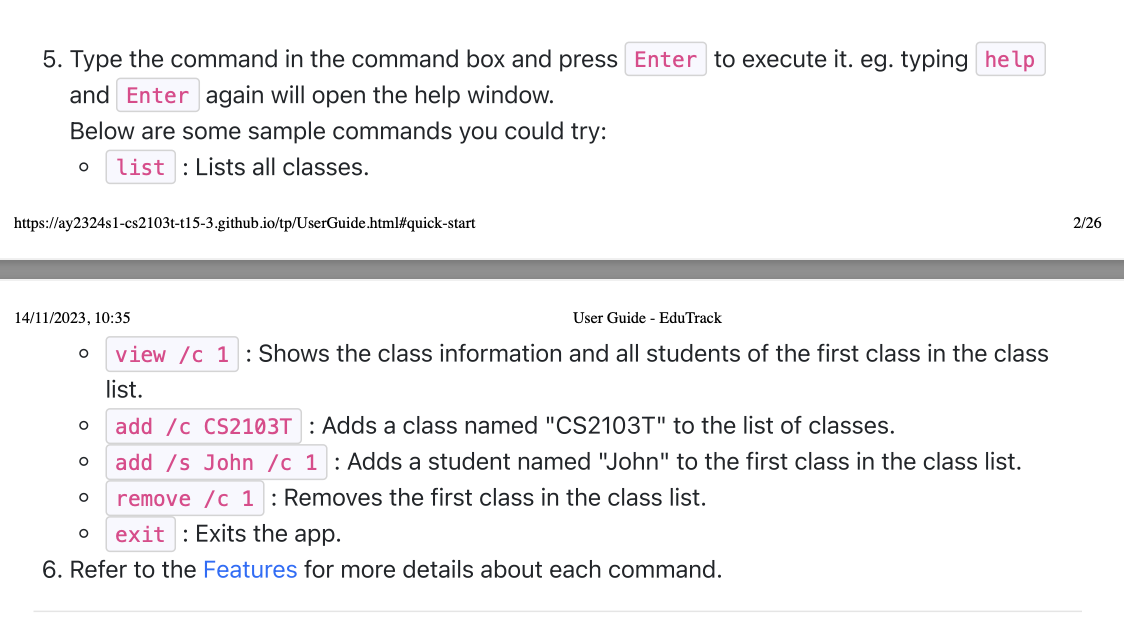 5. Type the command in the command box and press Enter to execute it. eg. typing help
and Enter again will open the help window.
Below are some sample commands you could try:
list : Lists all classes.
https://ay2324s1-cs2103t-t15-3.github.io/tp/UserGuide.html#quick-start 2/26
14/11/2023, 10:35 User Guide - EduTrack
view /c 1 : Shows the class information and all students of the first class in the class
list.
add /c CS2103T : Adds a class named "CS2103T" to the list of classes.
add /s John /c 1 : Adds a student named "John" to the first class in the class list.
remove /c 1 : Removes the first class in the class list.
exit : Exits the app.
6. Refer to the Features for more details about each command.